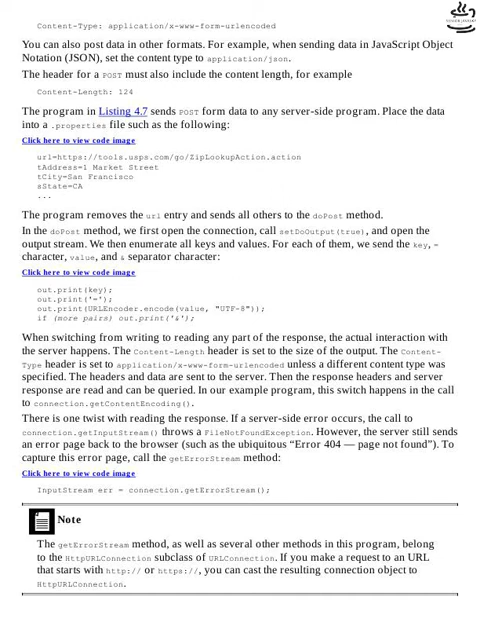 Content-Type: application/x-www-form-urlencoded
You can also post data in other formats. For example, when sending data in JavaScript Object
Notation (JSON), set the content type to application/json.
The header for a POST must also include the content length, for example
Content-Length: 124
The program in Listing 4.7 sends POST form data to any server-side program. Place the data
into a .properties file such as the following:
Click here to view code image
url=https://tools.usps.com/go/ZipLookupAction.action
tAddress=1 Market Street
tCity=San Francisco
sState=CA
...
The program removes the url entry and sends all others to the doPost method.
In the doPost method, we first open the connection, call setDoOutput(true), and open the
output stream. We then enumerate all keys and values. For each of them, we send the key, =
character, value, and & separator character:
Click here to view code image
out.print(key);
out.print('=');
out.print(URLEncoder.encode(value, "UTF-8"));
if (more pairs) out.print('&');
When switching from writing to reading any part of the response, the actual interaction with
the server happens. The Content-Length header is set to the size of the output. The Content-
Type header is set to application/x-www-form-urlencoded unless a different content type was
specified. The headers and data are sent to the server. Then the response headers and server
response are read and can be queried. In our example program, this switch happens in the call
to connection.getContentEncoding().
There is one twist with reading the response. If a server-side error occurs, the call to
connection.getInputStream() throws a FileNotFoundException. However, the server still sends
an error page back to the browser (such as the ubiquitous “Error 404 — page not found”). To
capture this error page, call the getErrorStream method:
Click here to view code image
InputStream err = connection.getErrorStream();
Note
The getErrorStream method, as well as several other methods in this program, belong
to the HttpURLConnection subclass of URLConnection. If you make a request to an URL
that starts with http:// or https://, you can cast the resulting connection object to
HttpURLConnection.